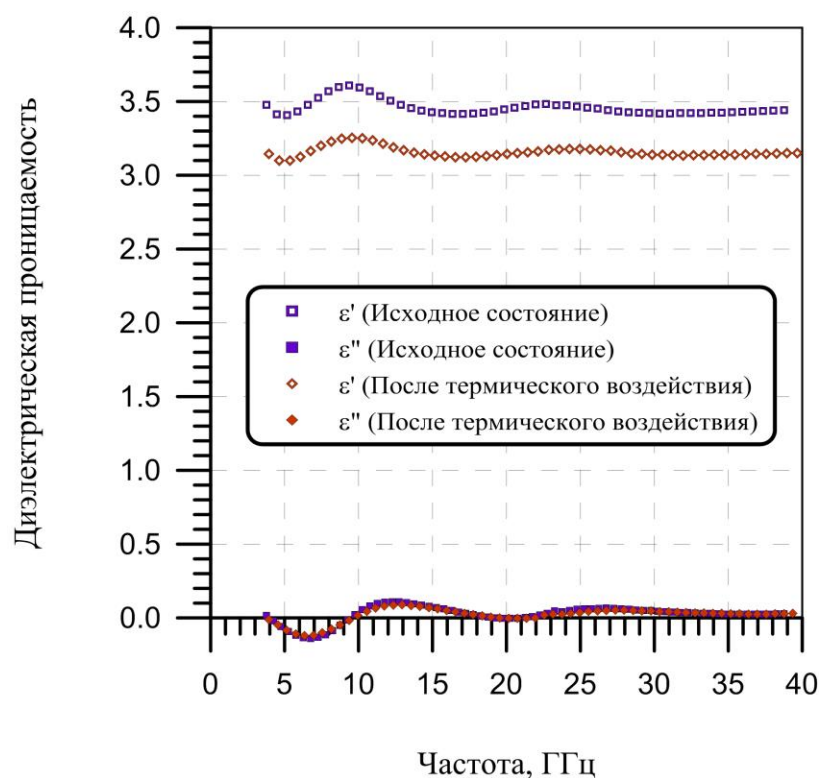 Диэлектрическая проницаемость
4.0
3.5
3.0
2.5
2.0
1.5
1.0
0.5
0.0
ε' (Исходное состояние)
ε" (Исходное состояние)
ε' (После термического воздействия)
ε" (После термического воздействия)
0 5 10 15 20 25 30 35 40
Частота, ГГц